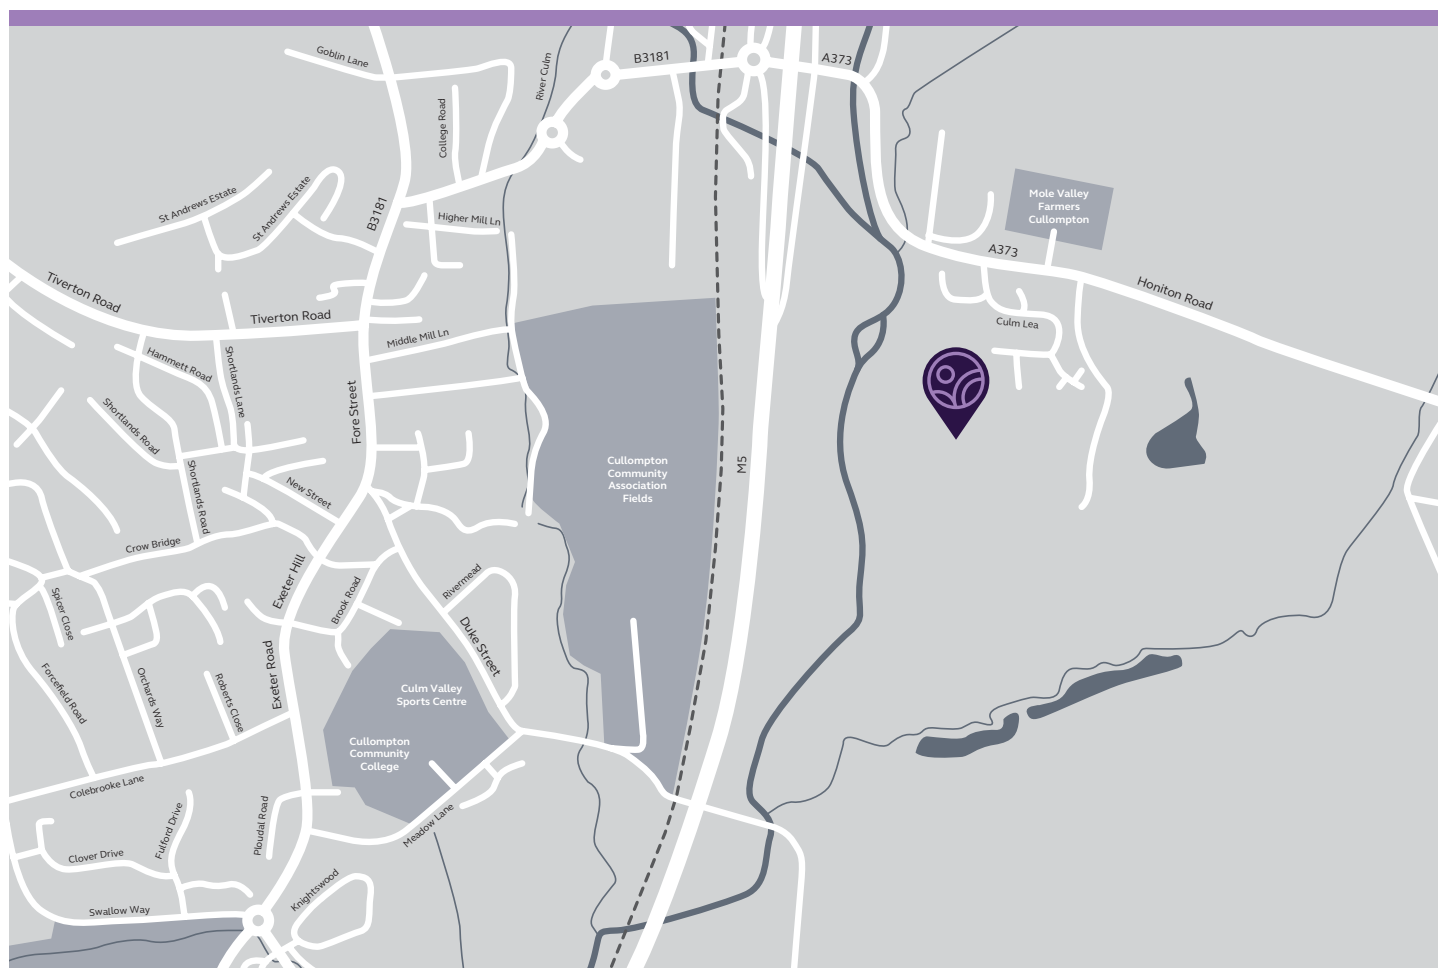 Goblin Lane
River Culm
B3181
A373
College Road
St Andrews Estate
St Andrews Estate
B3181
Higher Mill Ln
Mole Valley
Farmers
Cullompton
A373
Honiton Road
Tiverton Road
Tiverton Road
Middle Mill Ln
Culm Lea
Hammett Road
Shortlands Lane
Fore Street
Shortlands Road
Shortlands Road
New Street
Cullompton
Community
Association
Fields
M5
Crow Bridge
Exeter Hill
Brook Road
Rivermead
Spicer Close
Duke Street
Exeter Road
Forcefield Road
Orchards Way
Roberts Close
Culm Valley
Sports Centre
Cullompton
Community
College
Colebrooke Lane
Fulford Drive
Ploudal Road
Meadow Lane
Clover Drive
Knightswood
Swallow Way